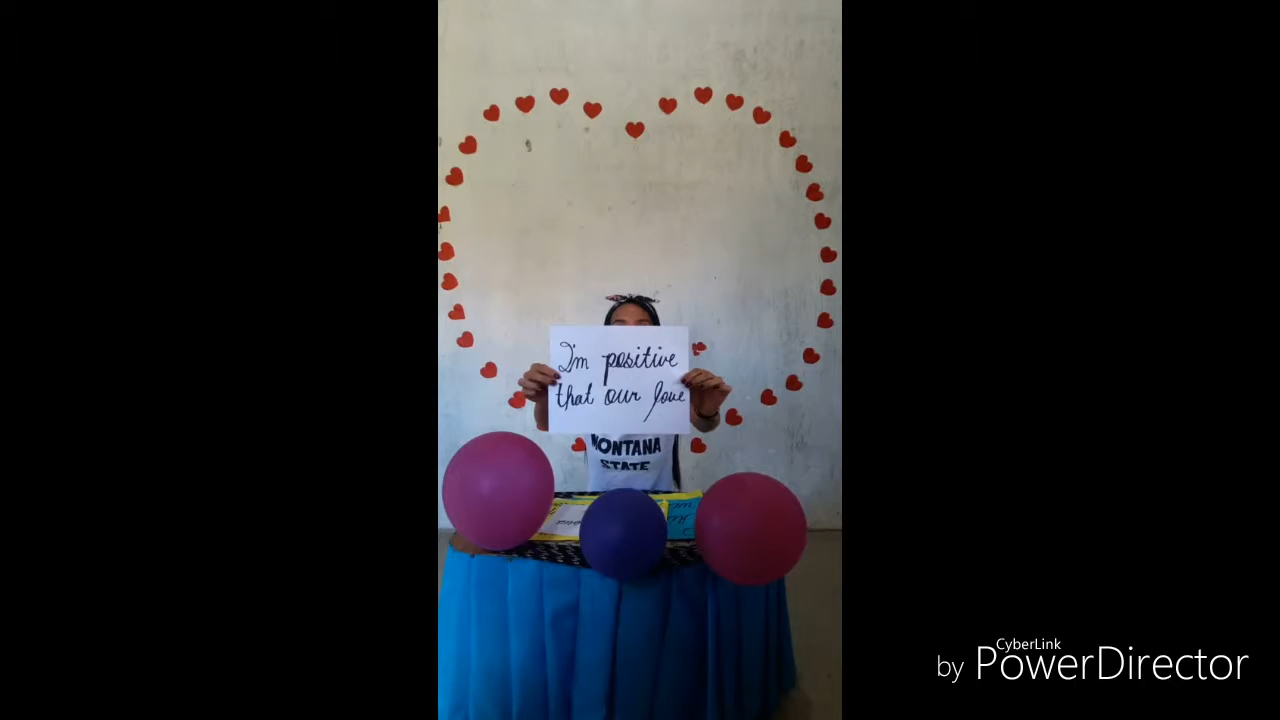 I'm positive
that our love
MONTANA
STATE
CyberLink
by PowerDirector